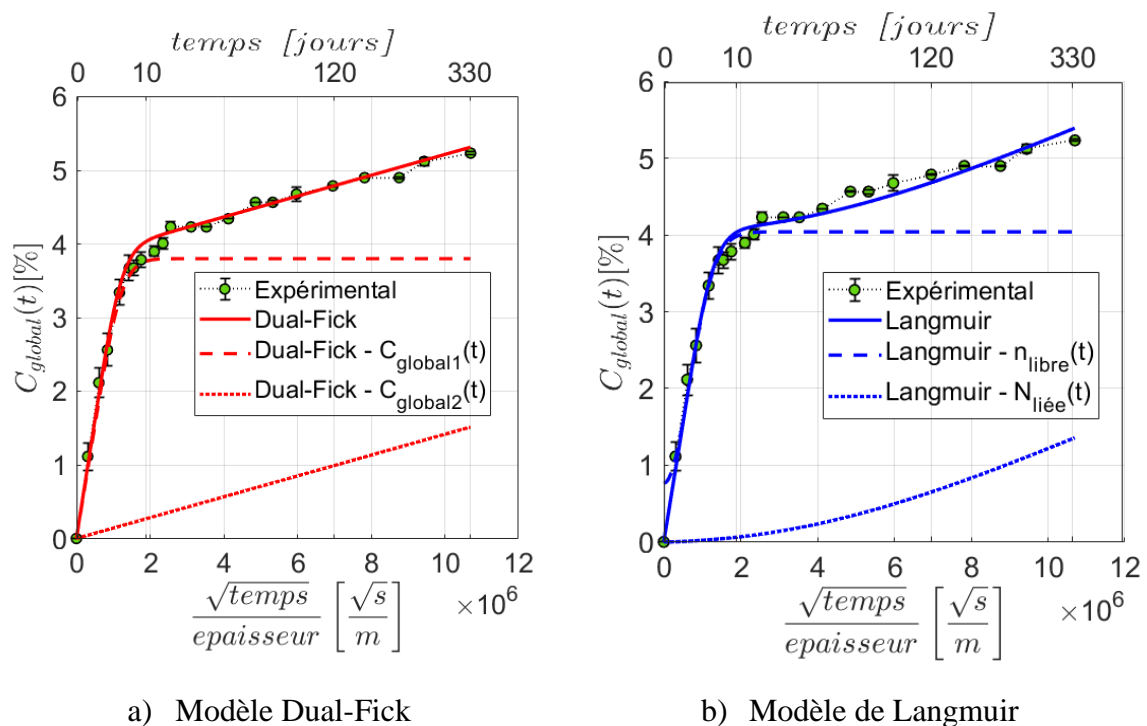 temps [jours]
0 10 120 330
6
5
4
3
2
1
0
C_global(t)[%]
Expérimental
Dual-Fick
Dual-Fick - C_global1(t)
Dual-Fick - C_global2(t)
0 2 4 6 8 10 12
√temps / epaisseur [√s / m]
×10^6
a) Modèle Dual-Fick
temps [jours]
0 10 120 330
6
5
4
3
2
1
0
C_global(t)[%]
Expérimental
Langmuir
Langmuir - n_libre(t)
Langmuir - N_liée(t)
0 2 4 6 8 10 12
√temps / epaisseur [√s / m]
×10^6
b) Modèle de Langmuir